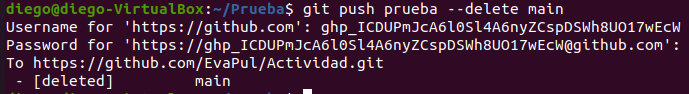 diego@diego-VirtualBox:~/Prueba$ git push prueba --delete main
Username for 'https://github.com': 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
Password for 'https://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@github.com':
To https://github.com/EvaPul/Actividad.git
 - [deleted]         main